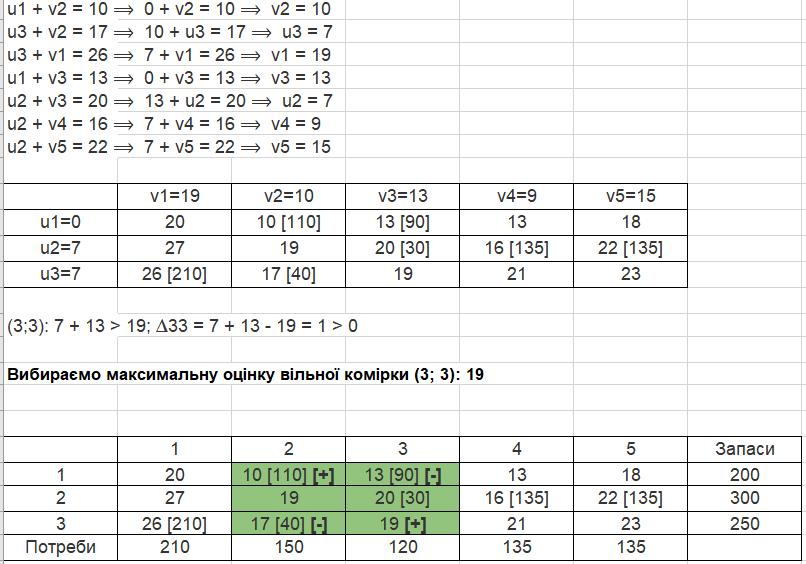 u1 + v2 = 10 ⟹ 0 + v2 = 10 ⟹ v2 = 10
u3 + v2 = 17 ⟹ 10 + u3 = 17 ⟹ u3 = 7
u3 + v1 = 26 ⟹ 7 + v1 = 26 ⟹ v1 = 19
u1 + v3 = 13 ⟹ 0 + v3 = 13 ⟹ v3 = 13
u2 + v3 = 20 ⟹ 13 + u2 = 20 ⟹ u2 = 7
u2 + v4 = 16 ⟹ 7 + v4 = 16 ⟹ v4 = 9
u2 + v5 = 22 ⟹ 7 + v5 = 22 ⟹ v5 = 15
v1=19 v2=10 v3=13 v4=9 v5=15
u1=0 20 10 [110] 13 [90] 13 18
u2=7 27 19 20 [30] 16 [135] 22 [135]
u3=7 26 [210] 17 [40] 19 21 23
(3;3): 7 + 13 > 19; ∆33 = 7 + 13 - 19 = 1 > 0
Вибираємо максимальну оцінку вільної комірки (3; 3): 19
1 2 3 4 5 Запаси
1 20 10 [110] [+] 13 [90] [-] 13 18 200
2 27 19 20 [30] 16 [135] 22 [135] 300
3 26 [210] 17 [40] [-] 19 [+] 21 23 250
Потреби 210 150 120 135 135